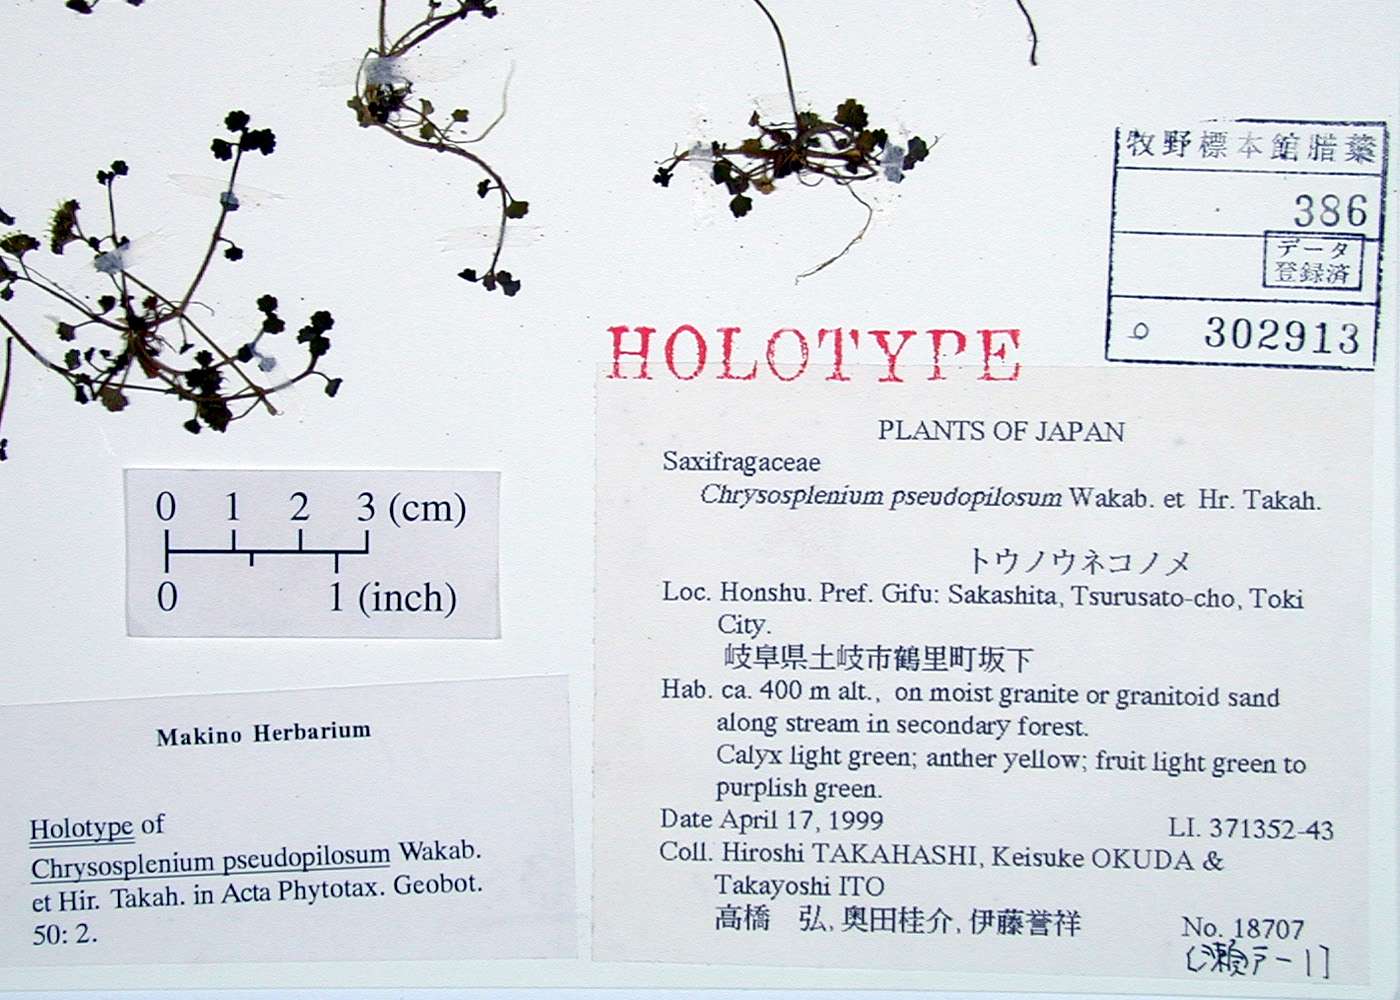 牧野標本館腊葉
386
データ
登録済
302913
HOLOTYPE
PLANTS OF JAPAN
Saxifragaceae
Chrysosplenium pseudopilosum Wakab. et Hr. Takah.
トウノウネコノメ
Loc. Honshu. Pref. Gifu: Sakashita, Tsurusato-cho, Toki
City.
岐阜県土岐市鶴里町坂下
Hab. ca. 400 m alt., on moist granite or granitoid sand
along stream in secondary forest.
Calyx light green; anther yellow; fruit light green to
purplish green.
Date April 17, 1999 LI. 371352-43
Coll. Hiroshi TAKAHASHI, Keisuke OKUDA &
Takayoshi ITO
高橋 弘, 奥田桂介, 伊藤誉祥
No. 18707
[瀬戸-1]
0 1 2 3 (cm)
0 1 (inch)
Makino Herbarium
Holotype of
Chrysosplenium pseudopilosum Wakab.
et Hir. Takah. in Acta Phytotax. Geobot.
50: 2.